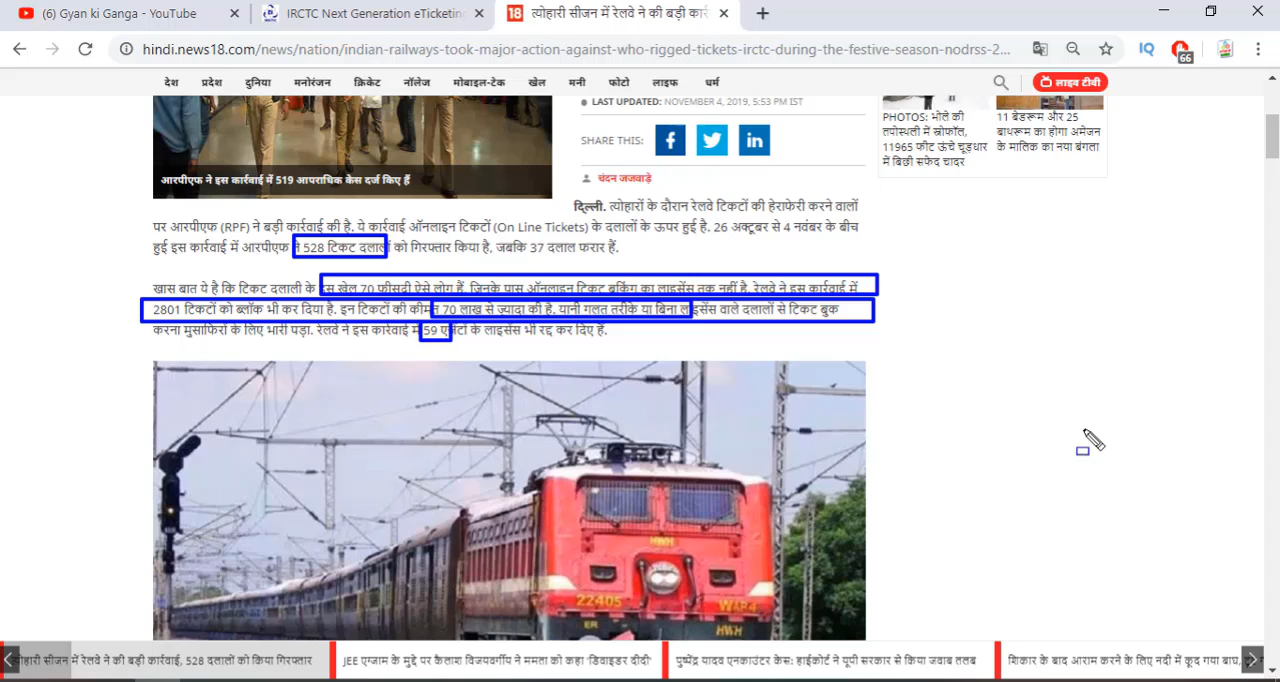 (6) Gyan ki Ganga - YouTube
IRCTC Next Generation eTicketing
त्योहारी सीजन में रेलवे ने की बड़ी कार्र
hindi.news18.com/news/nation/indian-railways-took-major-action-against-who-rigged-tickets-irctc-during-the-festive-season-nodrss-2...
IQ
66
देश प्रदेश दुनिया मनोरंजन क्रिकेट नॉलेज मोबाइल-टेक खेल मनी फोटो लाइफ धर्म
लाइव टीवी
LAST UPDATED: NOVEMBER 4, 2019, 5:53 PM IST
SHARE THIS:
चंदन जजवाड़े
आरपीएफ ने इस कार्रवाई में 519 आपराधिक केस दर्ज किए हैं
PHOTOS: भोले की
तपोस्थली में स्नोफॉल,
11965 फीट ऊंचे चूड़धार
में बिछी सफेद चादर
11 बेडरूम और 25
बाथरूम का होगा अमेजन
के मालिक का नया बंगला
दिल्ली. त्योहारों के दौरान रेलवे टिकटों की हेराफेरी करने वालों
पर आरपीएफ (RPF) ने बड़ी कार्रवाई की है. ये कार्रवाई ऑनलाइन टिकटों (On Line Tickets) के दलालों के ऊपर हुई है. 26 अक्टूबर से 4 नवंबर के बीच
हुई इस कार्रवाई में आरपीएफ ने 528 टिकट दलालों को गिरफ्तार किया है, जबकि 37 दलाल फरार हैं.
खास बात ये है कि टिकट दलाली के इस खेल 70 फीसदी ऐसे लोग हैं, जिनके पास ऑनलाइन टिकट बुकिंग का लाइसेंस तक नहीं है. रेलवे ने इस कार्रवाई में
2801 टिकटों को ब्लॉक भी कर दिया है. इन टिकटों की कीमत 70 लाख से ज़्यादा की है. यानी गलत तरीके या बिना लाइसेंस वाले दलालों से टिकट बुक
करना मुसाफिरों के लिए भारी पड़ा. रेलवे ने इस कार्रवाई में 59 एजेंटों के लाइसेंस भी रद्द कर दिए हैं.
HWH
22405
WAP4
ER
HWH
त्योहारी सीजन में रेलवे ने की बड़ी कार्रवाई, 528 दलालों को किया गिरफ्तार
JEE एग्जाम के मुद्दे पर कैलाश विजयवर्गीय ने ममता को कहा 'डिवाइडर दीदी'
पुष्पेंद्र यादव एनकाउंटर केस: हाईकोर्ट ने यूपी सरकार से किया जवाब तलब
शिकार के बाद आराम करने के लिए नदी में कूद गया बाघ,